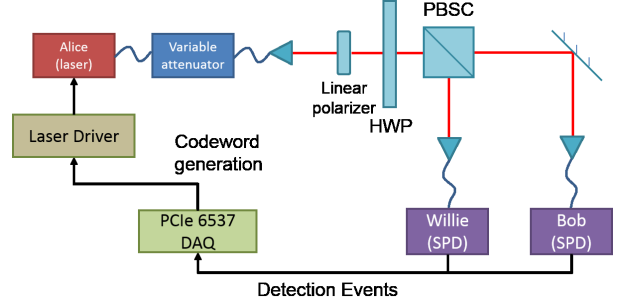 PBSC
Alice
(laser)
Variable
attenuator
Linear
polarizer
HWP
Laser Driver
Codeword
generation
PCIe 6537
DAQ
Willie
(SPD)
Bob
(SPD)
Detection Events